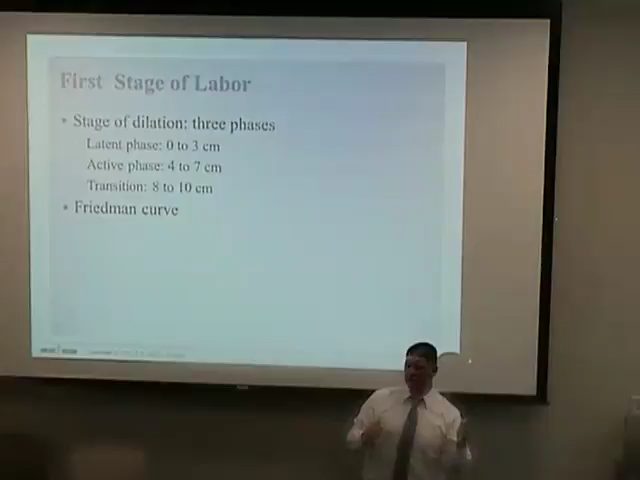 First Stage of Labor
• Stage of dilation: three phases
Latent phase: 0 to 3 cm
Active phase: 4 to 7 cm
Transition: 8 to 10 cm
• Friedman curve